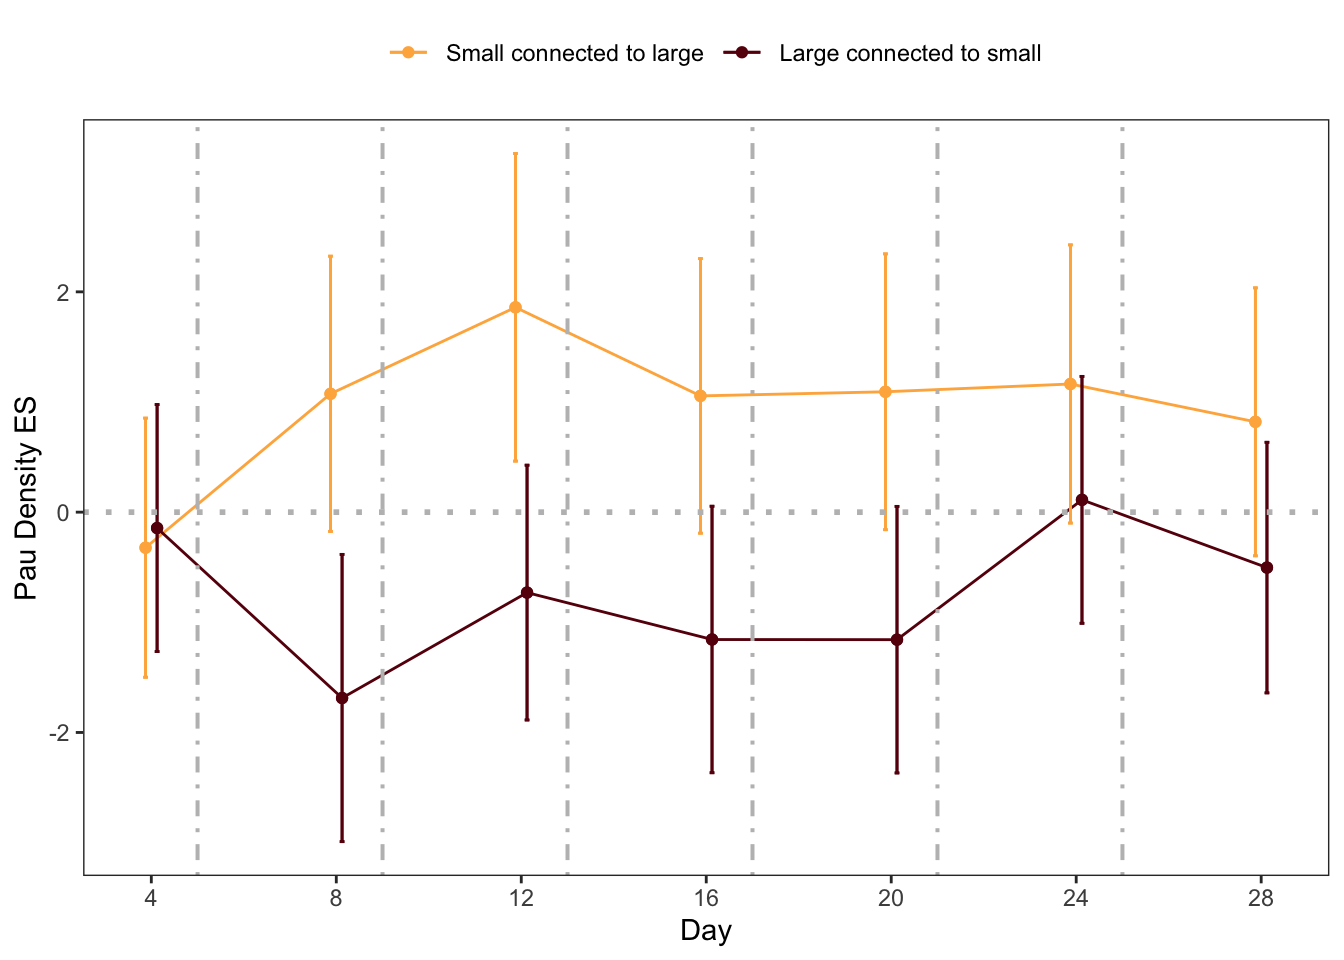 Small connected to large
Large connected to small
Pau Density ES
2
0
-2
4
8
12
16
20
24
28
Day